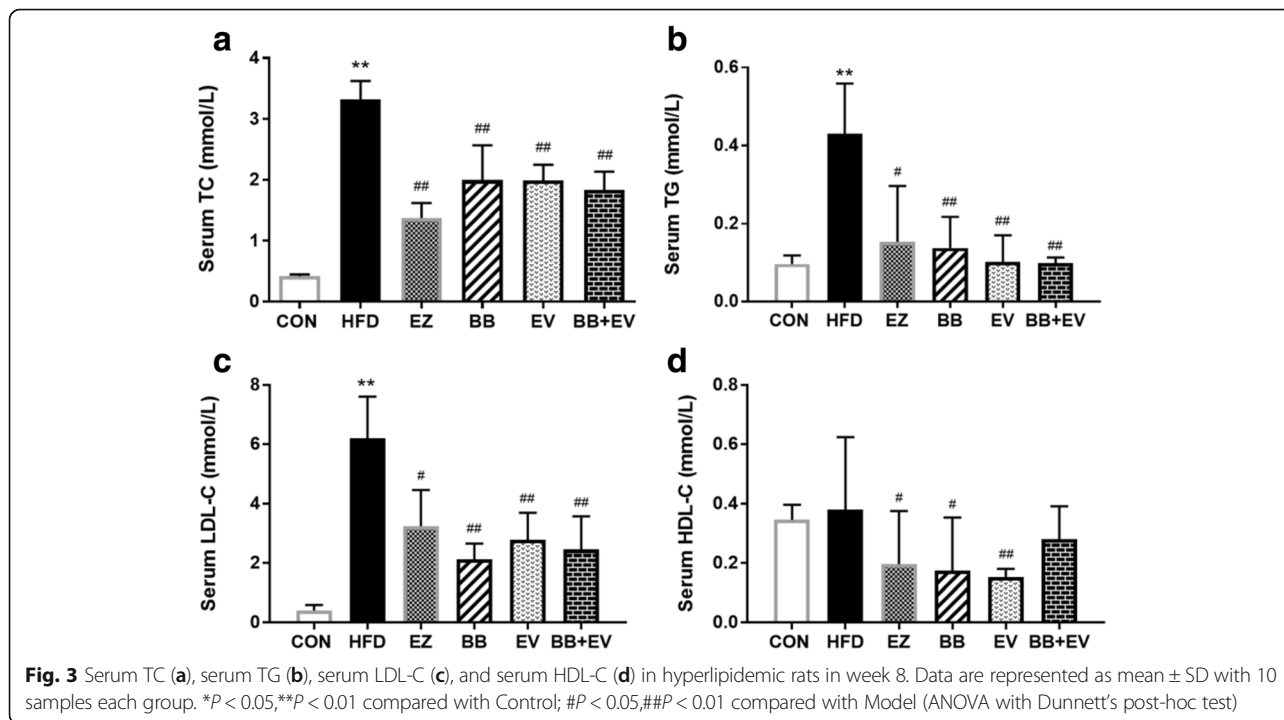 a
Serum TC (mmol/L)
4
3
2
1
0
**
##
##
##
##
CON HFD EZ BB EV BB+EV
b
Serum TG (mmol/L)
0.6
0.4
0.2
0.0
**
#
##
##
##
CON HFD EZ BB EV BB+EV
c
Serum LDL-C (mmol/L)
8
6
4
2
0
**
#
##
##
##
CON HFD EZ BB EV BB+EV
d
Serum HDL-C (mmol/L)
0.8
0.6
0.4
0.2
0.0
#
#
##
CON HFD EZ BB EV BB+EV
Fig. 3 Serum TC (a), serum TG (b), serum LDL-C (c), and serum HDL-C (d) in hyperlipidemic rats in week 8. Data are represented as mean ± SD with 10
samples each group. *P < 0.05,**P < 0.01 compared with Control; #P < 0.05,##P < 0.01 compared with Model (ANOVA with Dunnett's post-hoc test)